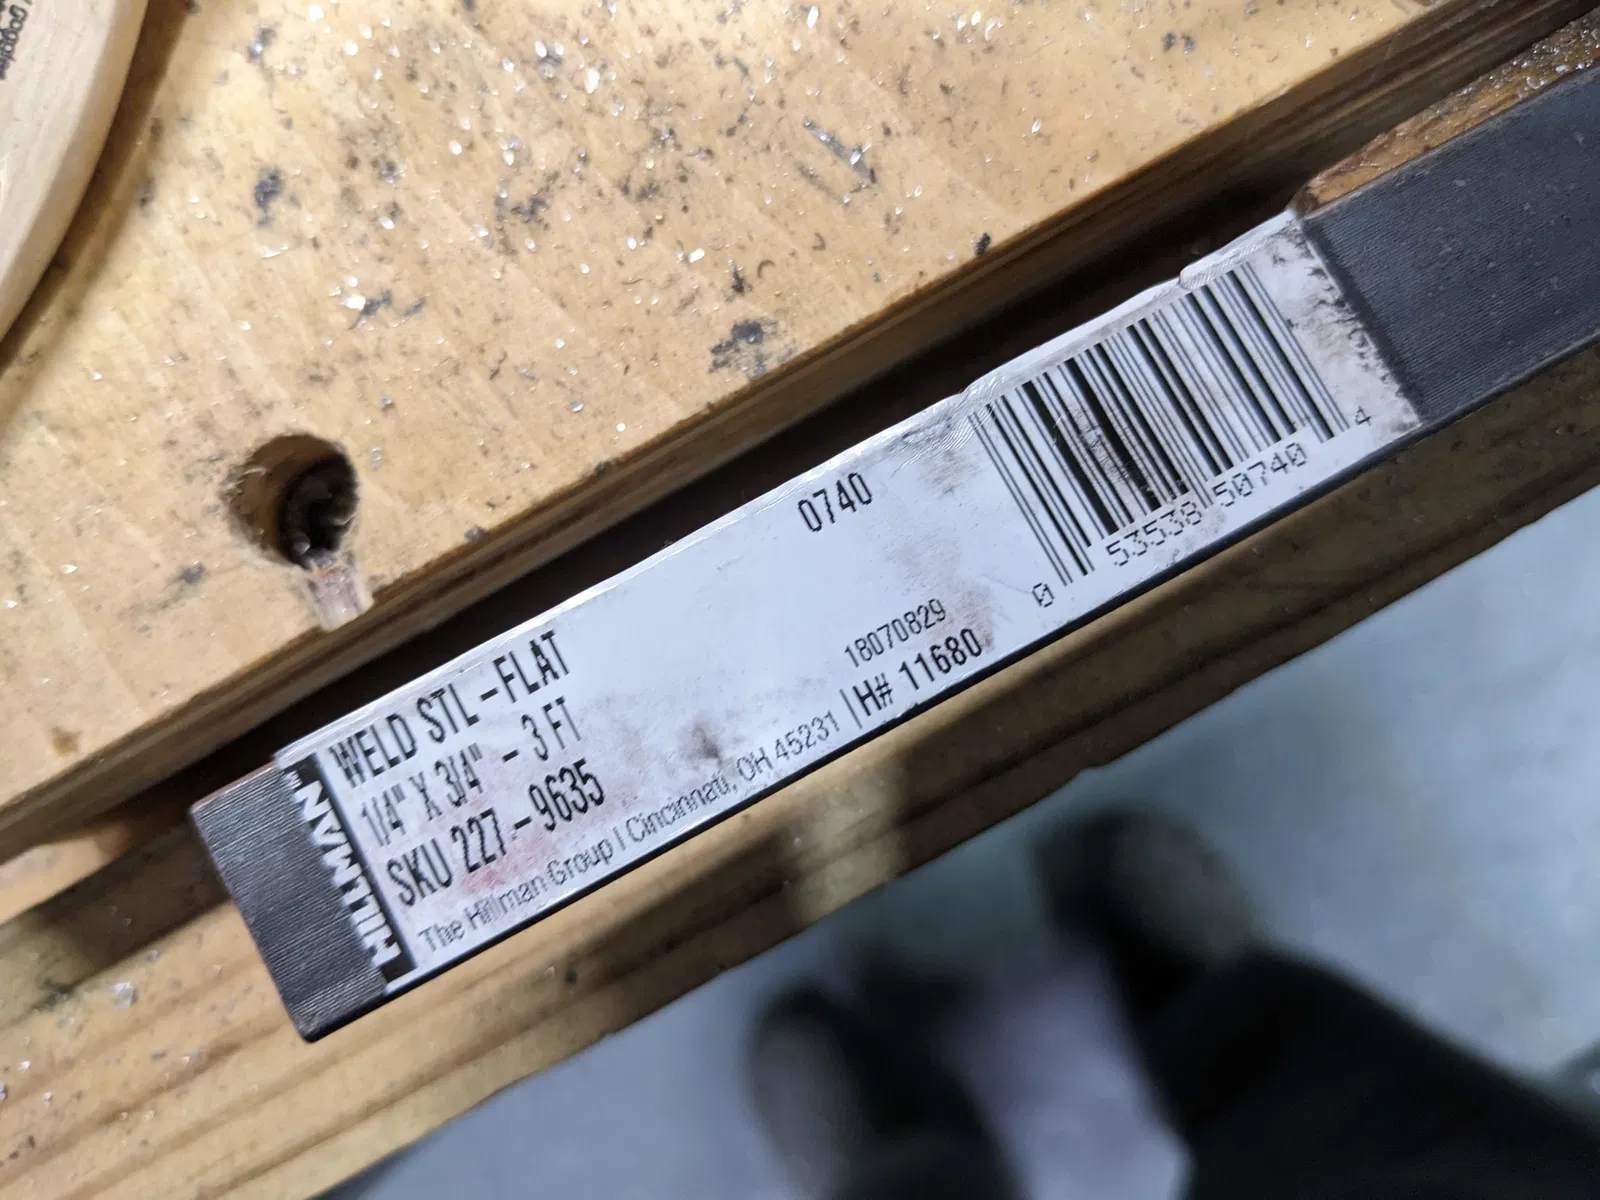 HILLMAN
WELD STL - FLAT
1/4" X 3/4" - 3 FT
SKU 227 - 9635
The Hillman Group | Cincinnati, OH 45231 | H# 11680
18070829
0740
0 53538 50740 4